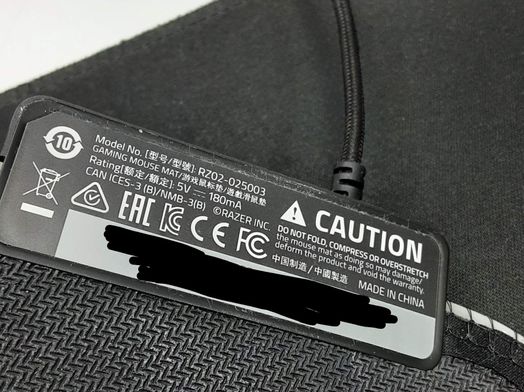 10
Model No. [型号/型號]: RZ02-025003
GAMING MOUSE MAT/游戏鼠标垫/遊戲滑鼠墊
Rating[额定/額定] 5V ⎓ 180mA
CAN ICES-3 (B)/NMB-3(B) ©RAZER INC.
EAC CE FC
CAUTION
DO NOT FOLD, COMPRESS OR OVERSTRETCH
the mouse mat as doing so may damage/
deform the product and void the warranty.
中国制造/中國製造 MADE IN CHINA